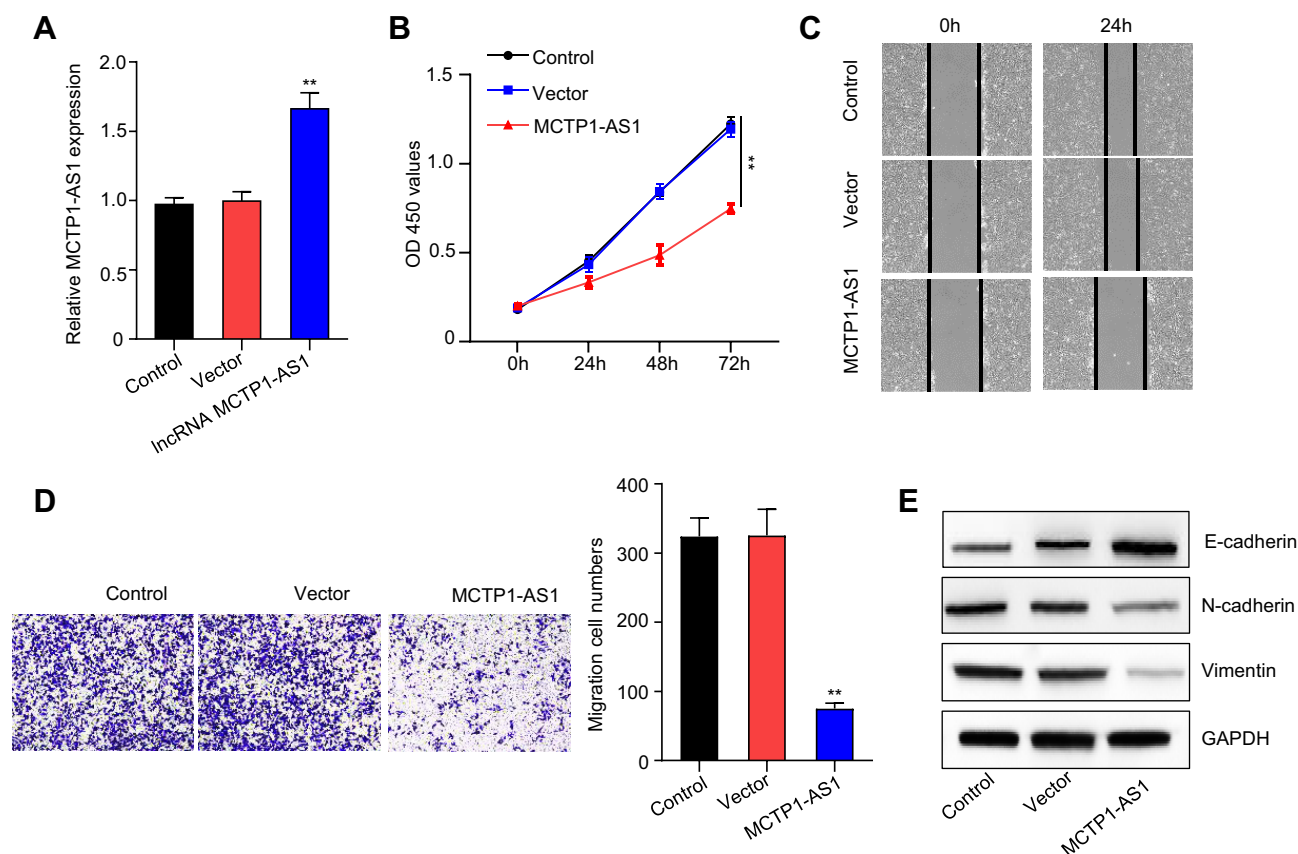 A
Relative MCTP1-AS1 expression
2.0
1.5
1.0
0.5
0
**
Control
Vector
lncRNA MCTP1-AS1
B
Control
Vector
MCTP1-AS1
OD 450 values
1.5
1.0
0.5
0
**
0h
24h
48h
72h
C
0h
24h
Control
Vector
MCTP1-AS1
D
Control
Vector
MCTP1-AS1
Migration cell numbers
400
300
200
100
0
**
Control
Vector
MCTP1-AS1
E
E-cadherin
N-cadherin
Vimentin
GAPDH
Control
Vector
MCTP1-AS1